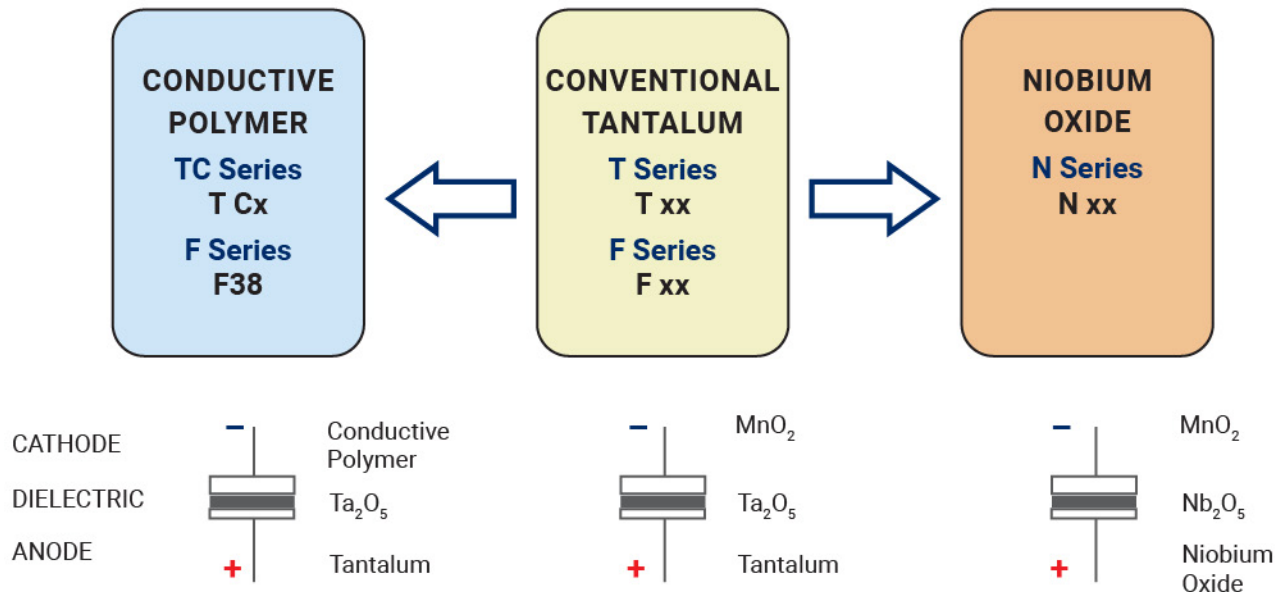 CONDUCTIVE
POLYMER
TC Series
T Cx
F Series
F38
CONVENTIONAL
TANTALUM
T Series
T xx
F Series
F xx
NIOBIUM
OXIDE
N Series
N xx
CATHODE
DIELECTRIC
ANODE
−
Conductive
Polymer
Ta₂O₅
+
Tantalum
−
MnO₂
Ta₂O₅
+
Tantalum
−
MnO₂
Nb₂O₅
+
Niobium
Oxide